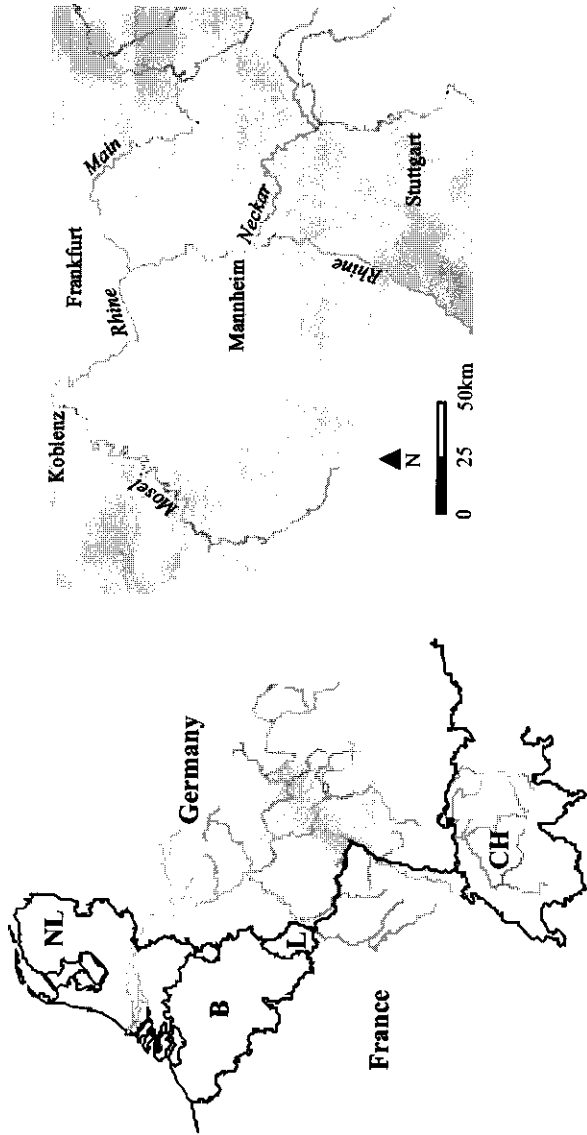 NL
Germany
B
L
France
CH
Koblenz
Frankfurt
Main
Rhine
Mosel
Mannheim
Neckar
Rhine
Stuttgart
N
0 25 50km